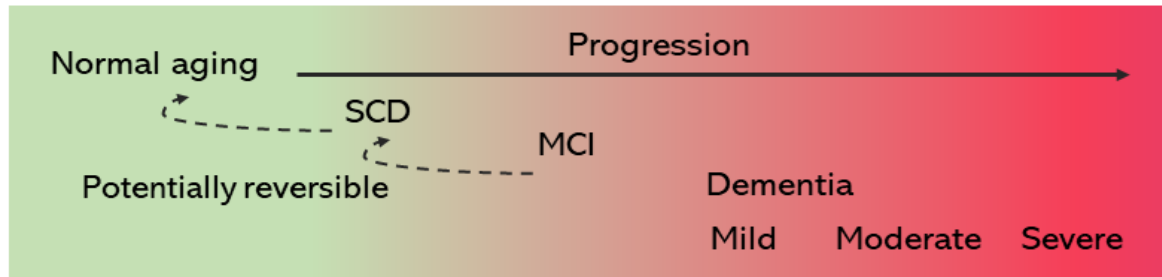 Progression
Normal aging
SCD
MCI
Potentially reversible
Dementia
Mild Moderate Severe